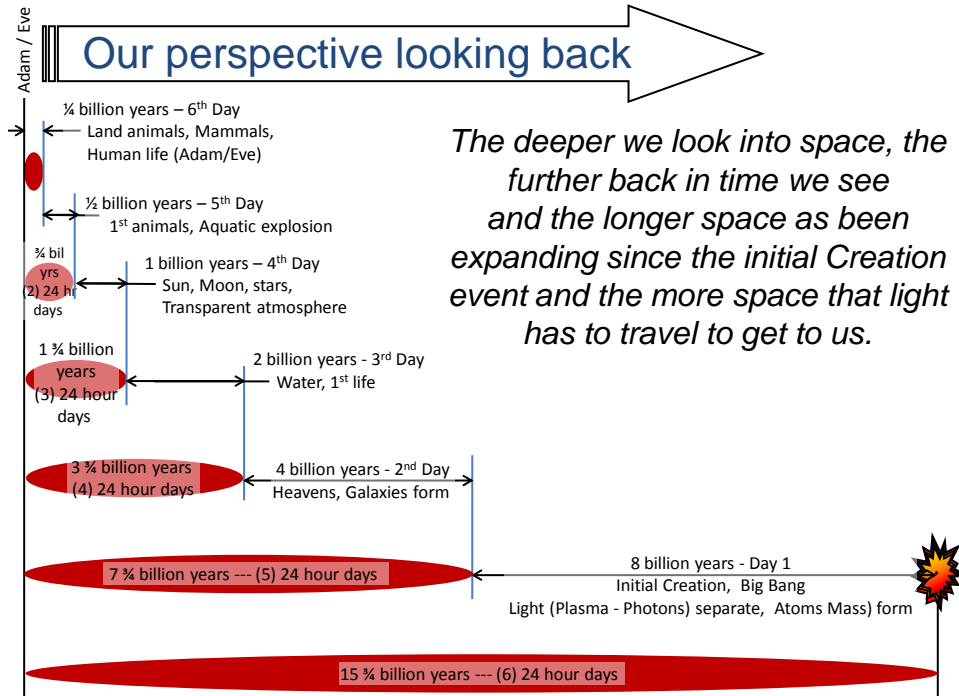 Adam / Eve
Our perspective looking back
¼ billion years – 6th Day
Land animals, Mammals,
Human life (Adam/Eve)
The deeper we look into space, the
further back in time we see
and the longer space as been
expanding since the initial Creation
event and the more space that light
has to travel to get to us.
½ billion years – 5th Day
1st animals, Aquatic explosion
¾ bil
yrs
(2) 24 hr
days
1 billion years – 4th Day
Sun, Moon, stars,
Transparent atmosphere
1 ¾ billion
years
(3) 24 hour
days
2 billion years - 3rd Day
Water, 1st life
3 ¾ billion years
(4) 24 hour days
4 billion years - 2nd Day
Heavens, Galaxies form
7 ¾ billion years --- (5) 24 hour days
8 billion years - Day 1
Initial Creation, Big Bang
Light (Plasma - Photons) separate, Atoms Mass) form
15 ¾ billion years --- (6) 24 hour days